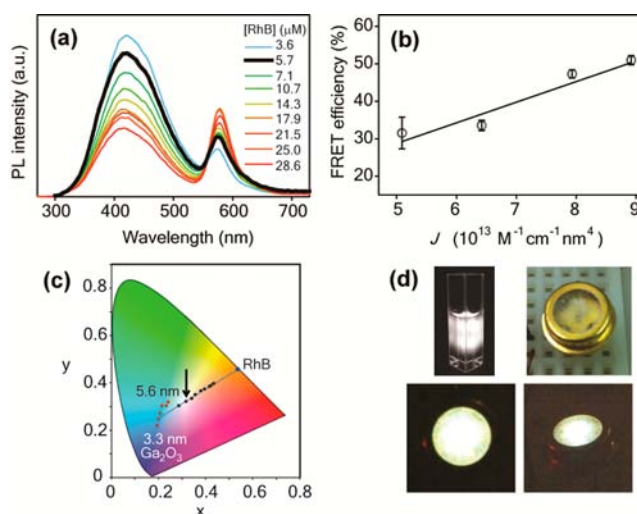 (a)
PL intensity (a.u.)
[RhB] (μM)
3.6
5.7
7.1
10.7
14.3
17.9
21.5
25.0
28.6
300 400 500 600 700
Wavelength (nm)
(b)
FRET efficiency (%)
60
50
40
30
20
5 6 7 8 9
J (10¹³ M⁻¹cm⁻¹nm⁴)
(c)
y
0.8
0.6
0.4
0.2
0
0 0.2 0.4 0.6 0.8
x
RhB
5.6 nm
3.3 nm
Ga₂O₃
(d)